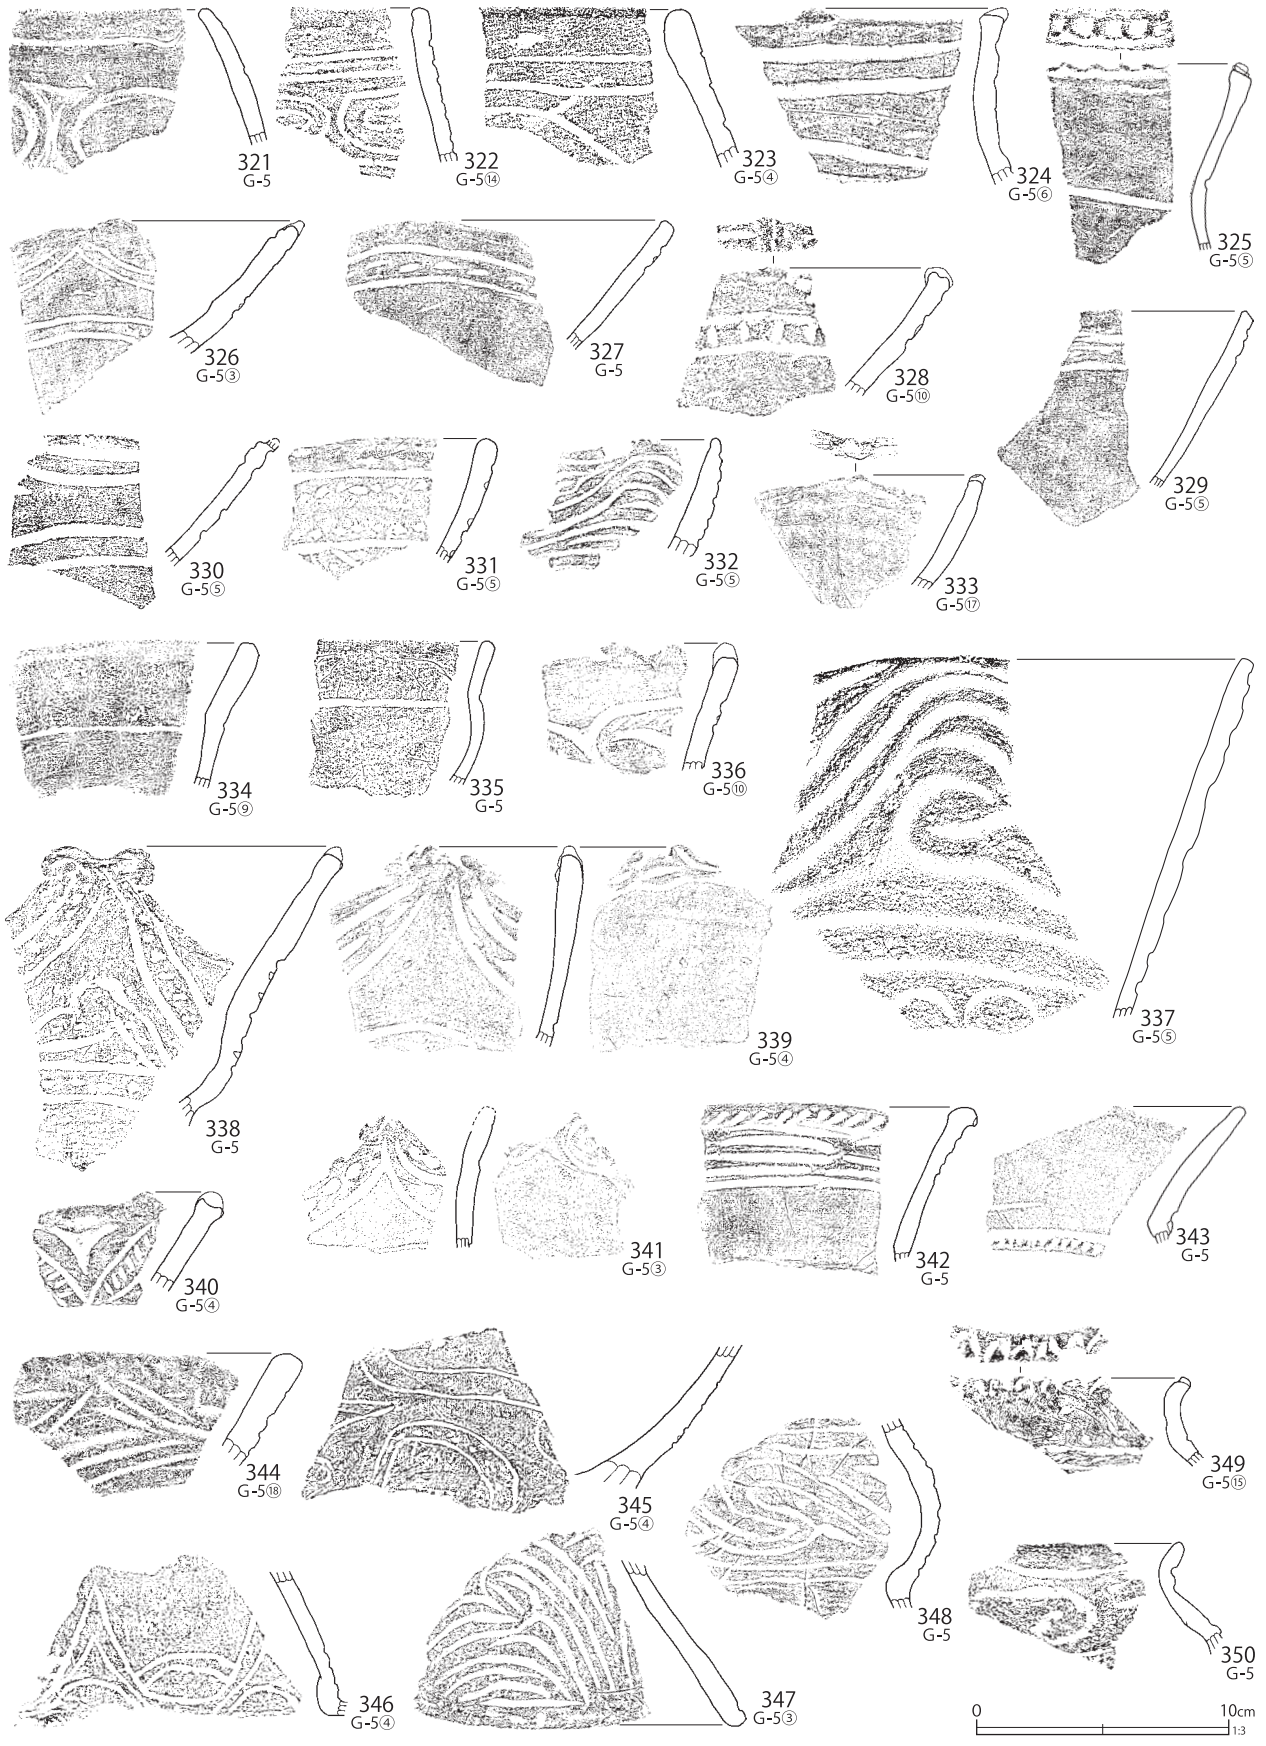 321
G-5
322
G-5⑭
323
G-5④
324
G-5⑥
325
G-5⑤
326
G-5③
327
G-5
328
G-5⑩
329
G-5⑤
330
G-5⑤
331
G-5⑤
332
G-5⑤
333
G-5⑰
334
G-5⑨
335
G-5
336
G-5⑩
337
G-5⑤
338
G-5
339
G-5④
340
G-5④
341
G-5③
342
G-5
343
G-5
344
G-5⑱
345
G-5④
346
G-5④
347
G-5③
348
G-5
349
G-5⑮
350
G-5
0 10cm
1:3